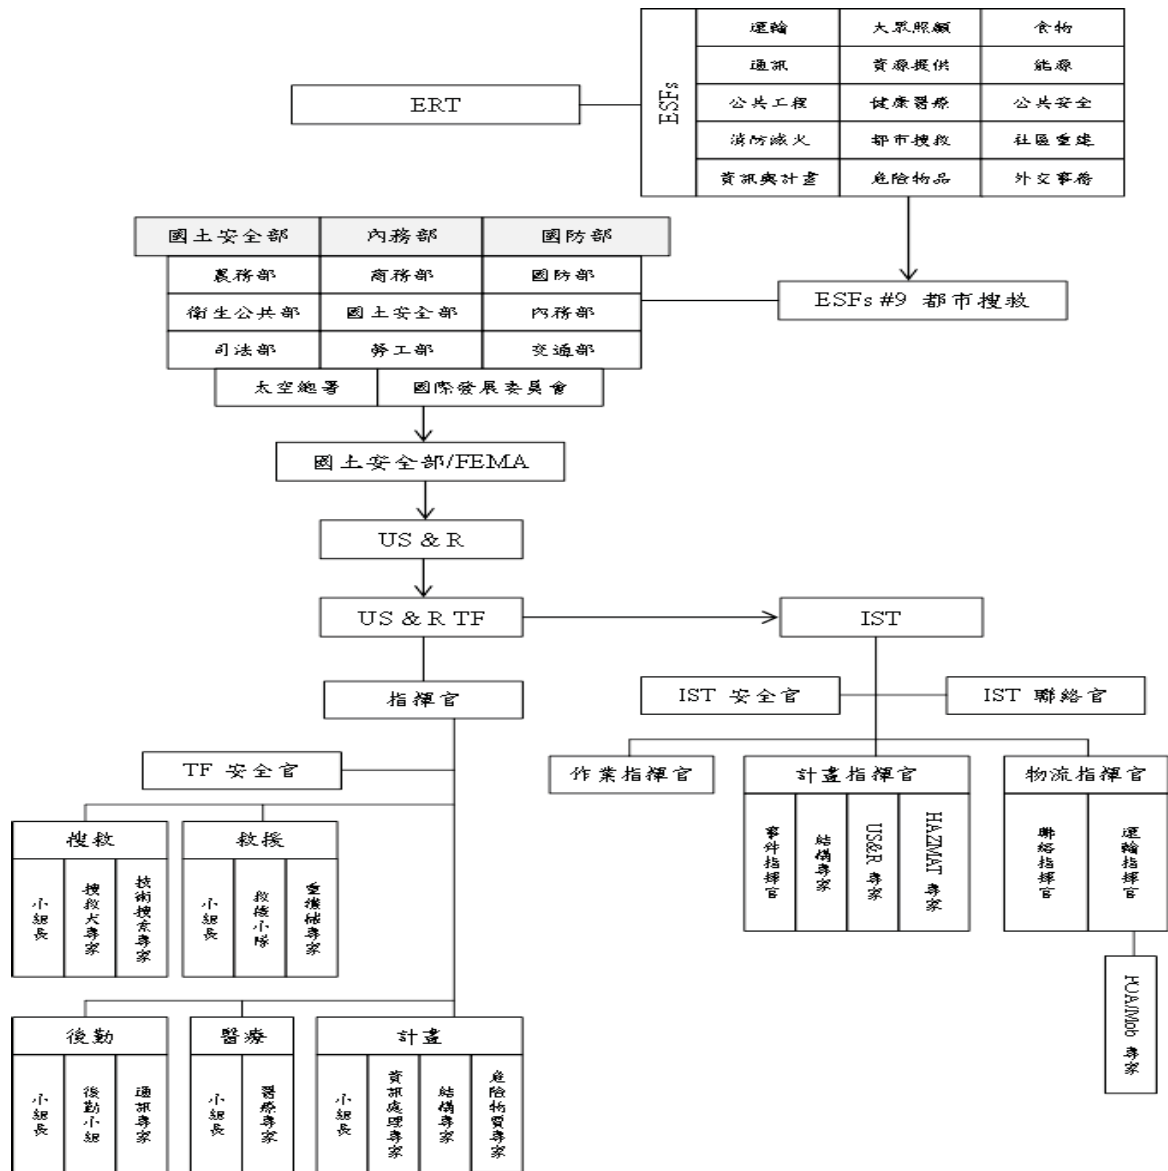 ERT
ESFs
運輸 大眾照顧 食物
通訊 資源提供 能源
公共工程 健康醫療 公共安全
消防滅火 都市搜救 社區重建
資訊與計畫 危險物品 外交事務
國土安全部 內務部 國防部
農務部 商務部 國防部
衛生公共部 國土安全部 內務部
司法部 勞工部 交通部
太空總署 國際發展委員會
ESFs #9 都市搜救
國土安全部/FEMA
US & R
US & R TF
IST
指揮官
IST 安全官
IST 聯絡官
TF 安全官
作業指揮官
計畫指揮官
事件指揮官
結構專家
US&R 專家
HAZMAT 專家
物流指揮官
聯絡指揮官
運輸指揮官
POA/Mob 專家
搜救
小組長
搜救犬專家
技術搜索專家
救援
小組長
救援小隊
重機械專家
後勤
小組長
後勤小組
通訊專家
醫療
小組長
醫療專家
計畫
小組長
資訊處理專家
結構專家
危險物質專家